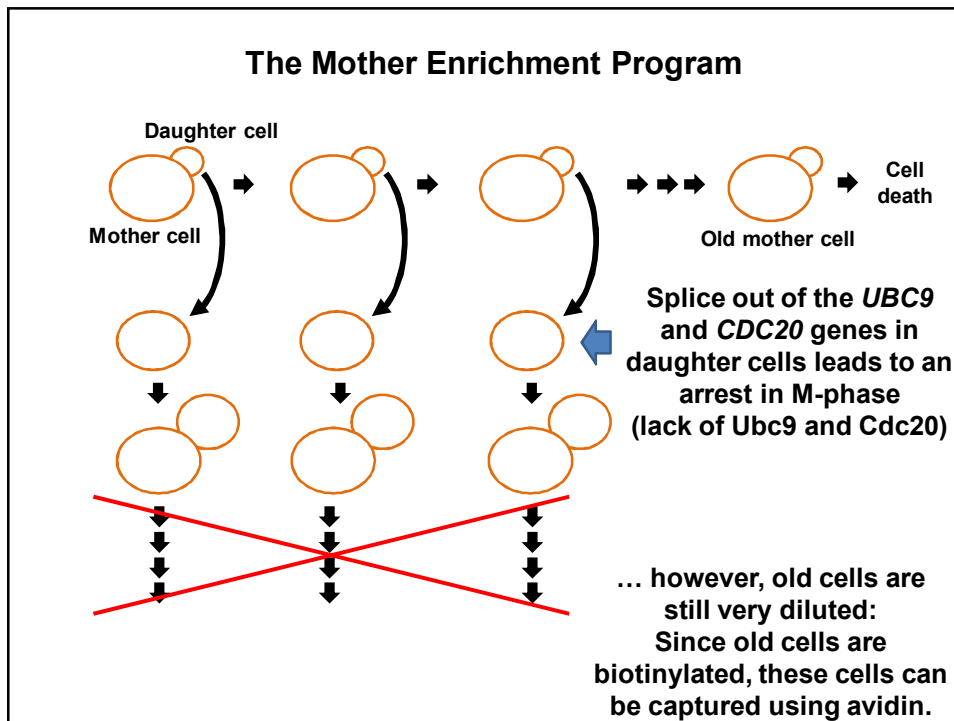 The Mother Enrichment Program
Daughter cell
Mother cell
Old mother cell
Cell
death
Splice out of the UBC9
and CDC20 genes in
daughter cells leads to an
arrest in M-phase
(lack of Ubc9 and Cdc20)
… however, old cells are
still very diluted:
Since old cells are
biotinylated, these cells can
be captured using avidin.